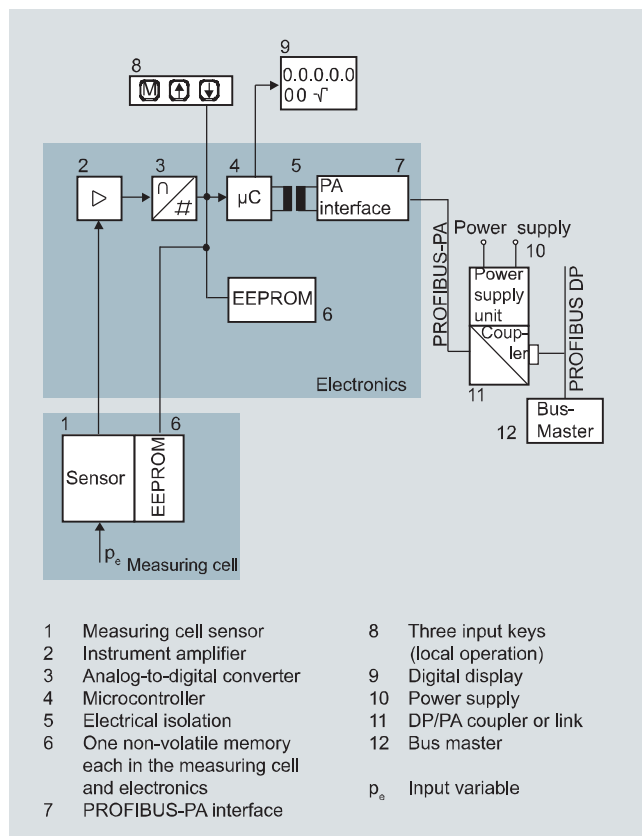 9
8
0.0.0.0.0
00 √
M ↑ ↓
2
3
4
5
7
▷
∩
#
µC
PA
interface
Power supply
10
PROFIBUS-PA
Power
supply
unit
Coup-
ler
PROFIBUS DP
EEPROM
6
Electronics
11
12
Bus-
Master
1
6
Sensor
EEPROM
pe Measuring cell
1 Measuring cell sensor
2 Instrument amplifier
3 Analog-to-digital converter
4 Microcontroller
5 Electrical isolation
6 One non-volatile memory
each in the measuring cell
and electronics
7 PROFIBUS-PA interface
8 Three input keys
(local operation)
9 Digital display
10 Power supply
11 DP/PA coupler or link
12 Bus master
pe Input variable